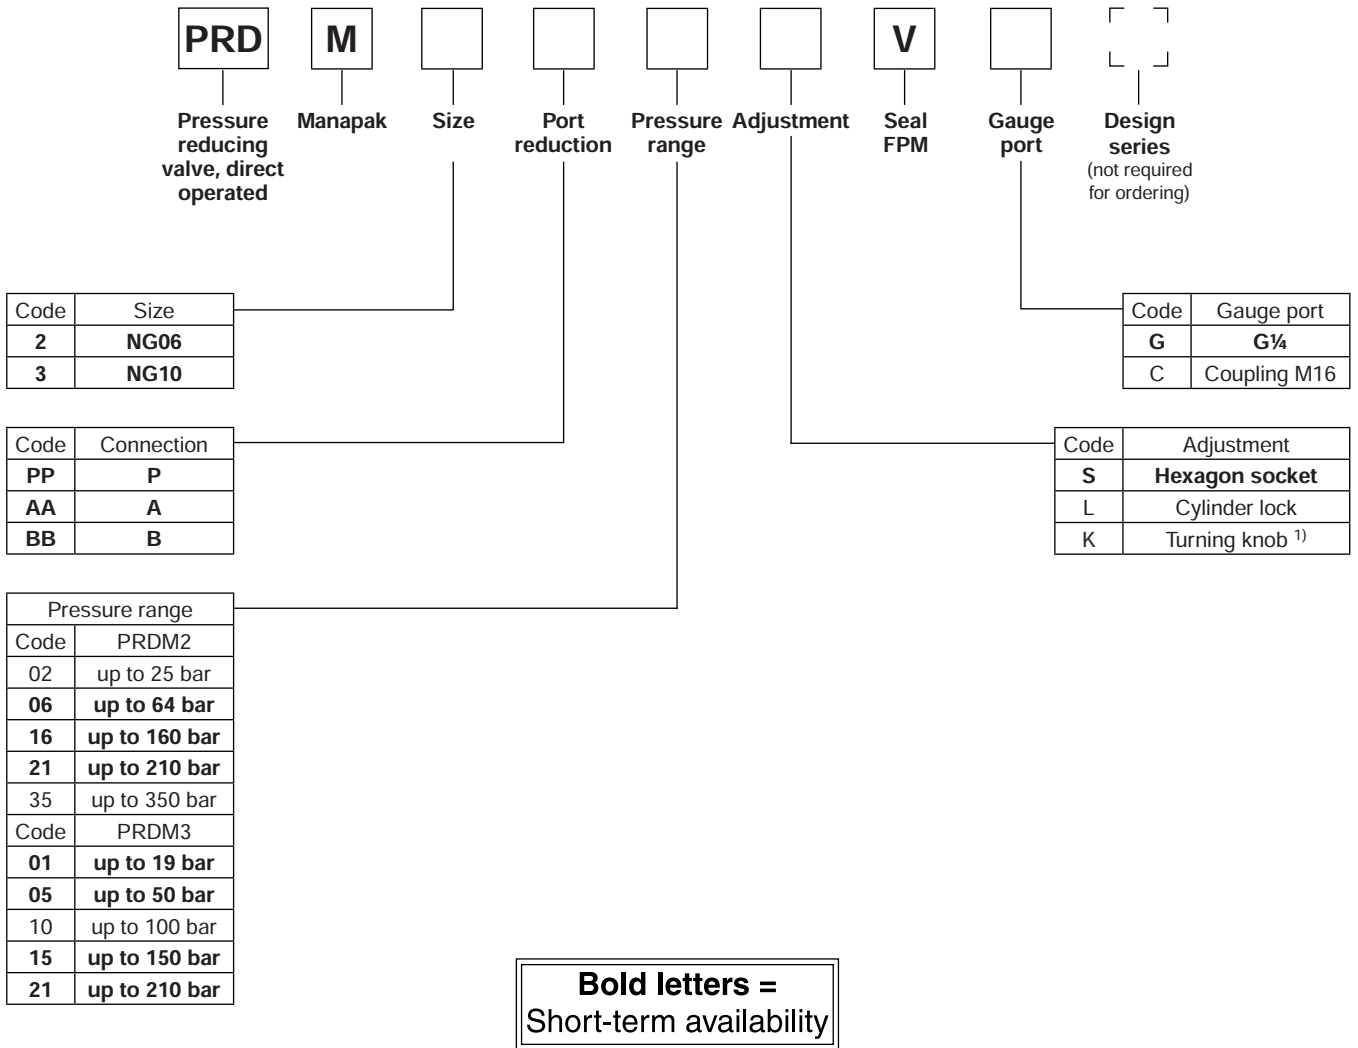 PRD M V
Pressure reducing valve, direct operated
Manapak
Size
Port reduction
Pressure range
Adjustment
Seal FPM
Gauge port
Design series
(not required for ordering)
Code Size
2 NG06
3 NG10
Code Connection
PP P
AA A
BB B
Pressure range
Code PRDM2
02 up to 25 bar
06 up to 64 bar
16 up to 160 bar
21 up to 210 bar
35 up to 350 bar
Code PRDM3
01 up to 19 bar
05 up to 50 bar
10 up to 100 bar
15 up to 150 bar
21 up to 210 bar
Code Gauge port
G G¼
C Coupling M16
Code Adjustment
S Hexagon socket
L Cylinder lock
K Turning knob 1)
Bold letters =
Short-term availability